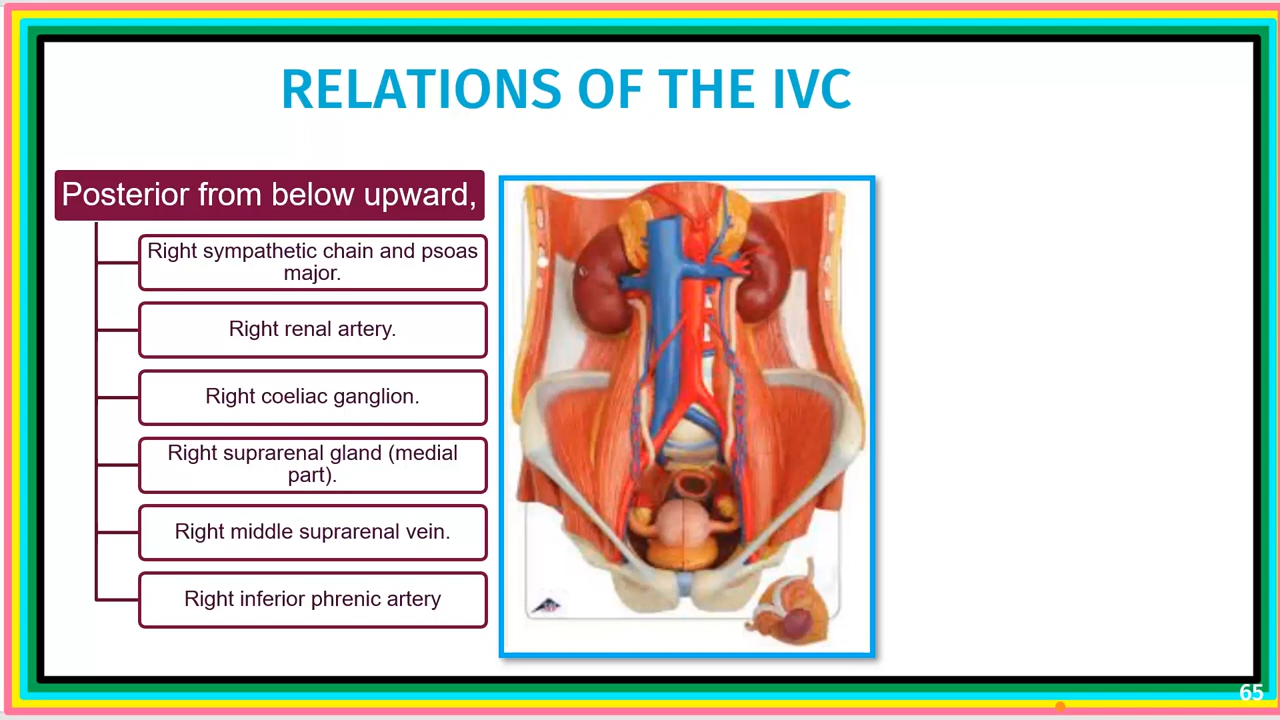 RELATIONS OF THE IVC
Posterior from below upward,
Right sympathetic chain and psoas
major.
Right renal artery.
Right coeliac ganglion.
Right suprarenal gland (medial
part).
Right middle suprarenal vein.
Right inferior phrenic artery
65